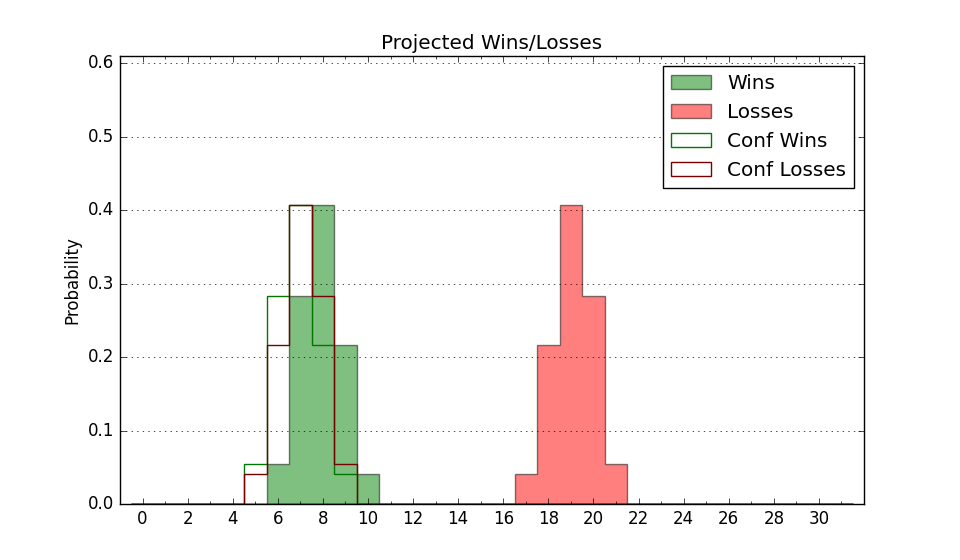 Projected Wins/Losses
Wins
Losses
Conf Wins
Conf Losses
Probability
0.6
0.5
0.4
0.3
0.2
0.1
0.0
0 2 4 6 8 10 12 14 16 18 20 22 24 26 28 30